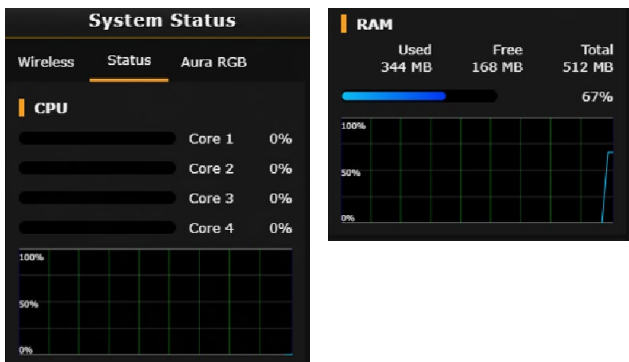 System Status
Wireless Status Aura RGB
CPU
Core 1 0%
Core 2 0%
Core 3 0%
Core 4 0%
100%
50%
0%
RAM
Used Free Total
344 MB 168 MB 512 MB
67%
100%
50%
0%